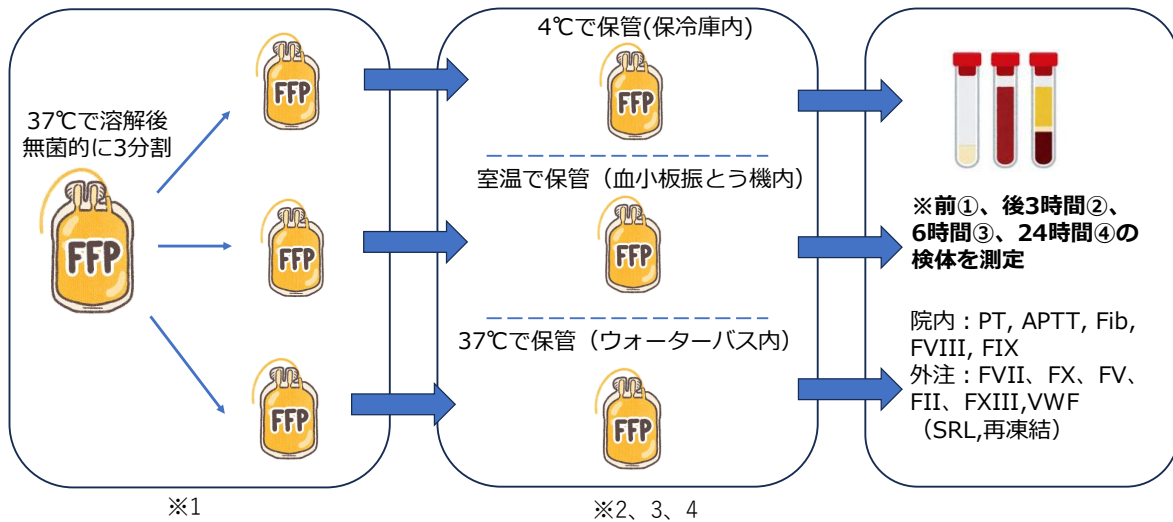 37℃で溶解後
無菌的に3分割
FFP
FFP
FFP
FFP
※1
4℃で保管(保冷庫内)
FFP
室温で保管（血小板振とう機内）
FFP
37℃で保管（ウォーターバス内）
FFP
※2、3、4
※前①、後3時間②、
6時間③、24時間④の
検体を測定
院内：PT, APTT, Fib,
FVIII, FIX
外注：FVII、FX、FV、
FII、FXIII,VWF
（SRL,再凍結）